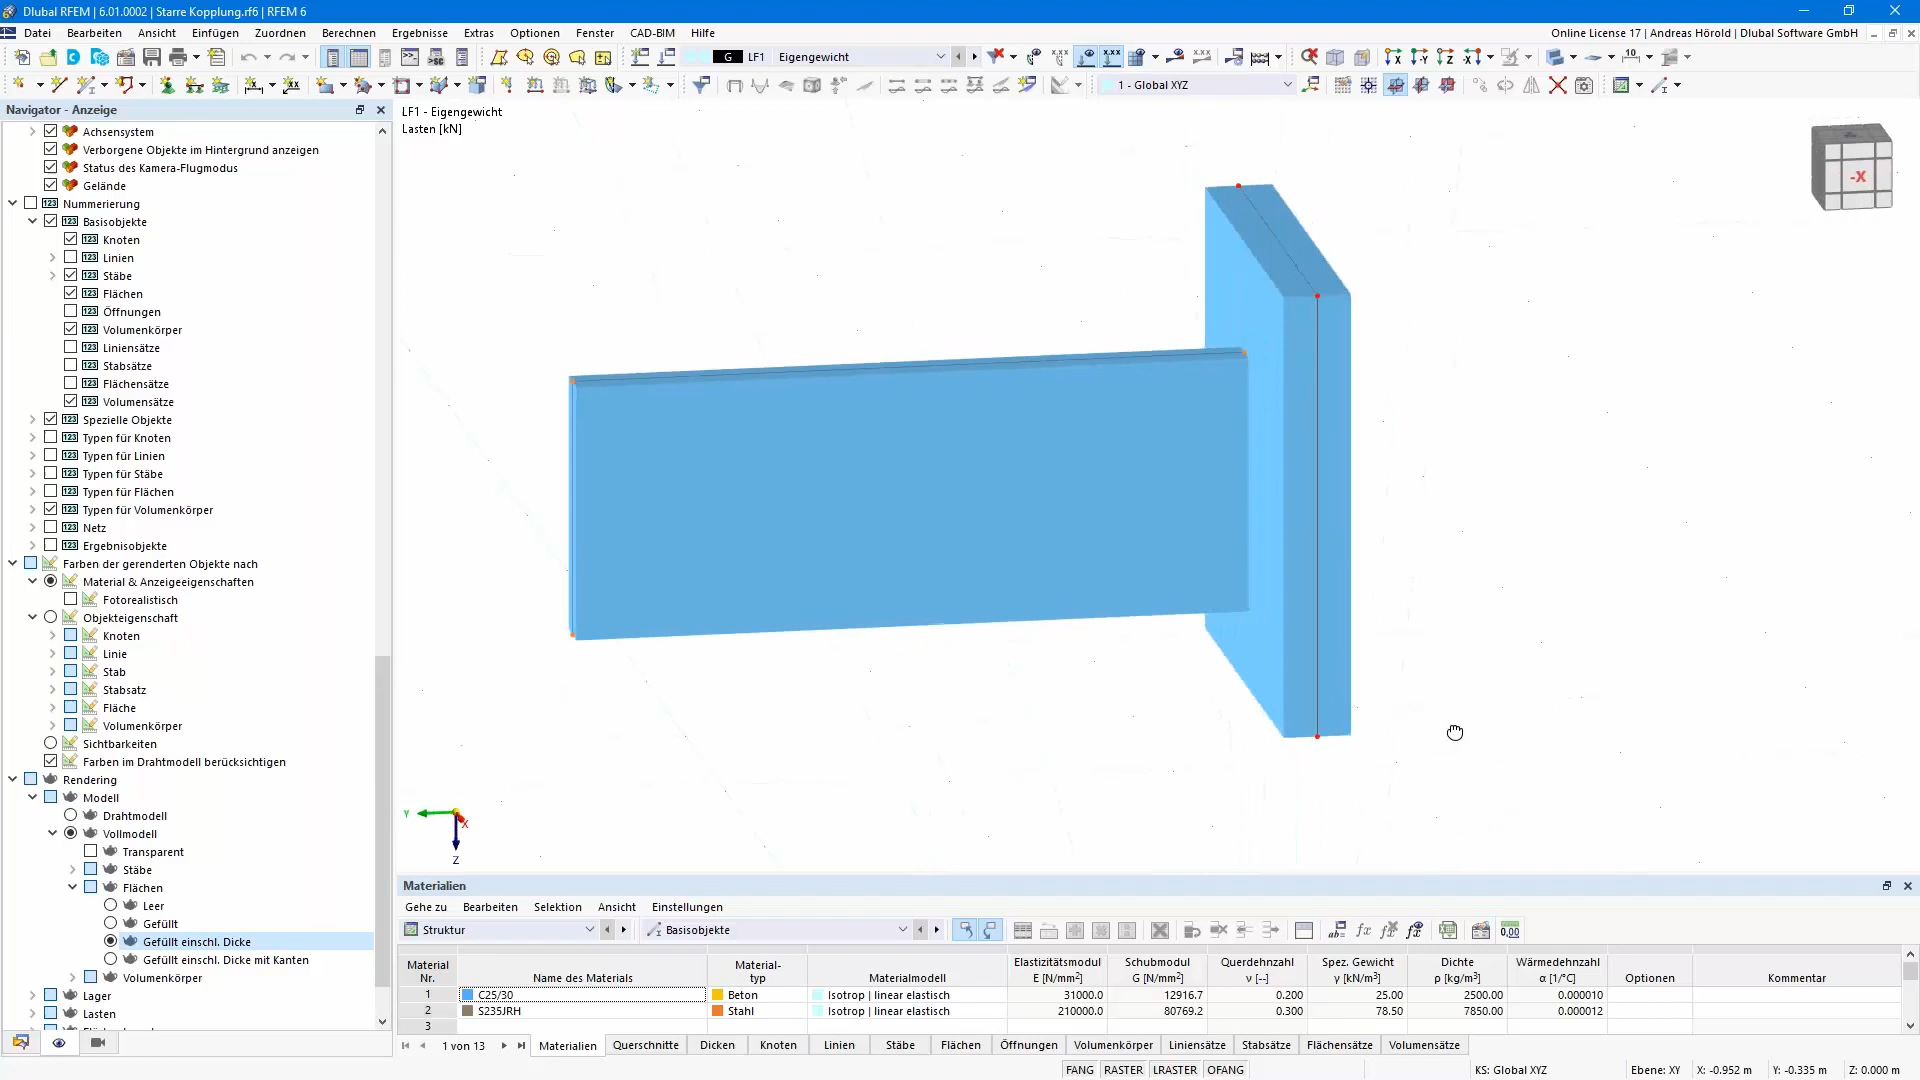 Dlubal RFEM | 6.01.0002 | Starre Kopplung.rf6 | RFEM 6
Datei Bearbeiten Ansicht Einfügen Zuordnen Berechnen Ergebnisse Extras Optionen Fenster CAD-BIM Hilfe
Online License 17 | Andreas Hörold | Dlubal Software GmbH
G LF1 Eigengewicht
1 - Global XYZ
Navigator - Anzeige
Achsensystem
Verborgene Objekte im Hintergrund anzeigen
Status des Kamera-Flugmodus
Gelände
Nummerierung
Basisobjekte
Knoten
Linien
Stäbe
Flächen
Öffnungen
Volumenkörper
Liniensätze
Stabsätze
Flächensätze
Volumensätze
Spezielle Objekte
Typen für Knoten
Typen für Linien
Typen für Stäbe
Typen für Flächen
Typen für Volumenkörper
Netz
Ergebnisobjekte
Farben der gerenderten Objekte nach
Material & Anzeigeeigenschaften
Fotorealistisch
Objekteigenschaft
Knoten
Linie
Stab
Stabsatz
Fläche
Volumenkörper
Sichtbarkeiten
Farben im Drahtmodell berücksichtigen
Rendering
Modell
Drahtmodell
Vollmodell
Transparent
Stäbe
Flächen
Leer
Gefüllt
Gefüllt einschl. Dicke
Gefüllt einschl. Dicke mit Kanten
Volumenkörper
Lager
Lasten
LF1 - Eigengewicht
Lasten [kN]
-X
Y
X
Z
Materialien
Gehe zu Bearbeiten Selektion Ansicht Einstellungen
Struktur Basisobjekte
Material Nr. Name des Materials Material-typ Materialmodell Elastizitätsmodul E [N/mm²] Schubmodul G [N/mm²] Querdehnzahl ν [--] Spez. Gewicht γ [kN/m³] Dichte ρ [kg/m³] Wärmedehnzahl α [1/°C] Optionen Kommentar
1 C25/30 Beton Isotrop | linear elastisch 31000.0 12916.7 0.200 25.00 2500.00 0.000010
2 S235JRH Stahl Isotrop | linear elastisch 210000.0 80769.2 0.300 78.50 7850.00 0.000012
3
1 von 13 Materialien Querschnitte Dicken Knoten Linien Stäbe Flächen Öffnungen Volumenkörper Liniensätze Stabsätze Flächensätze Volumensätze
FANG RASTER LRASTER OFANG KS: Global XYZ Ebene: XY X: -0.952 m Y: -0.335 m Z: 0.000 m